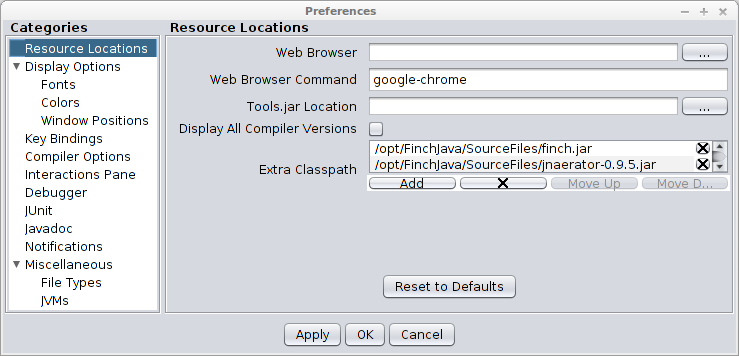 Preferences
Categories
Resource Locations
Display Options
Fonts
Colors
Window Positions
Key Bindings
Compiler Options
Interactions Pane
Debugger
JUnit
Javadoc
Notifications
Miscellaneous
File Types
JVMs
Resource Locations
Web Browser ...
Web Browser Command google-chrome
Tools.jar Location ...
Display All Compiler Versions
Extra Classpath
/opt/FinchJava/SourceFiles/finch.jar
/opt/FinchJava/SourceFiles/jnaerator-0.9.5.jar
Add Move Up Move D...
Reset to Defaults
Apply OK Cancel